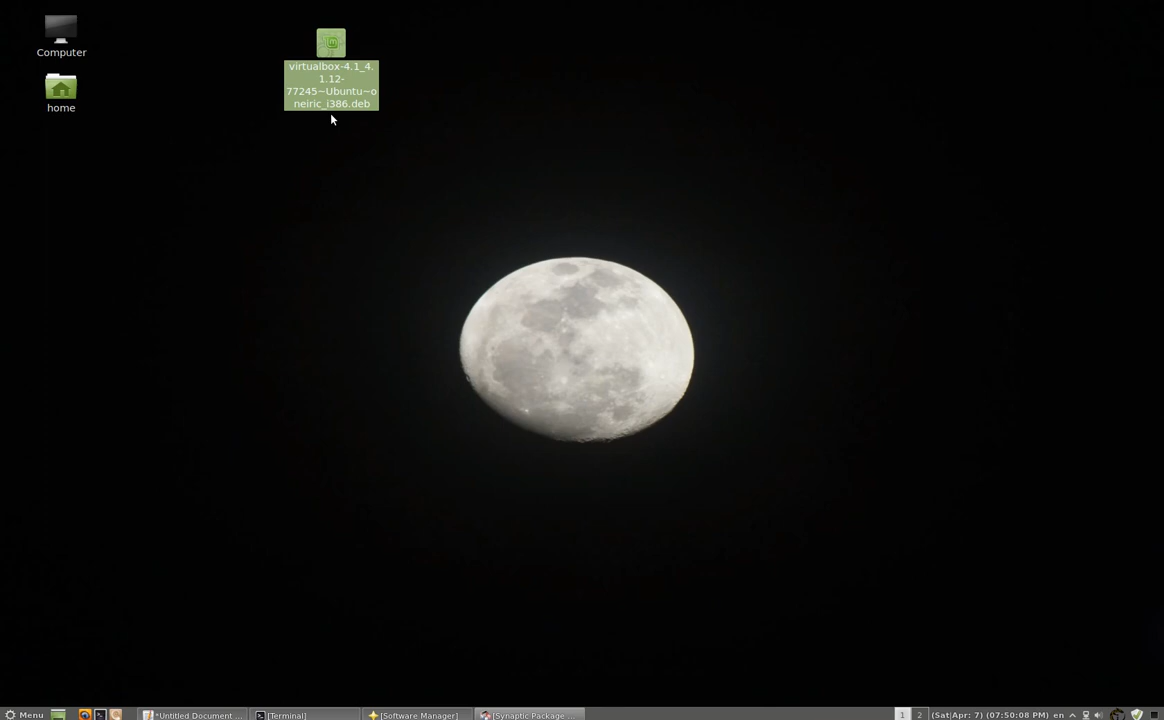 Computer
home
virtualbox-4.1_4.
1.12-
77245~Ubuntu~o
neiric_i386.deb
Menu
*Untitled Document ...
[Terminal]
[Software Manager]
[Synaptic Package ...
1
2
(Sat|Apr: 7) (07:50:08 PM)
en